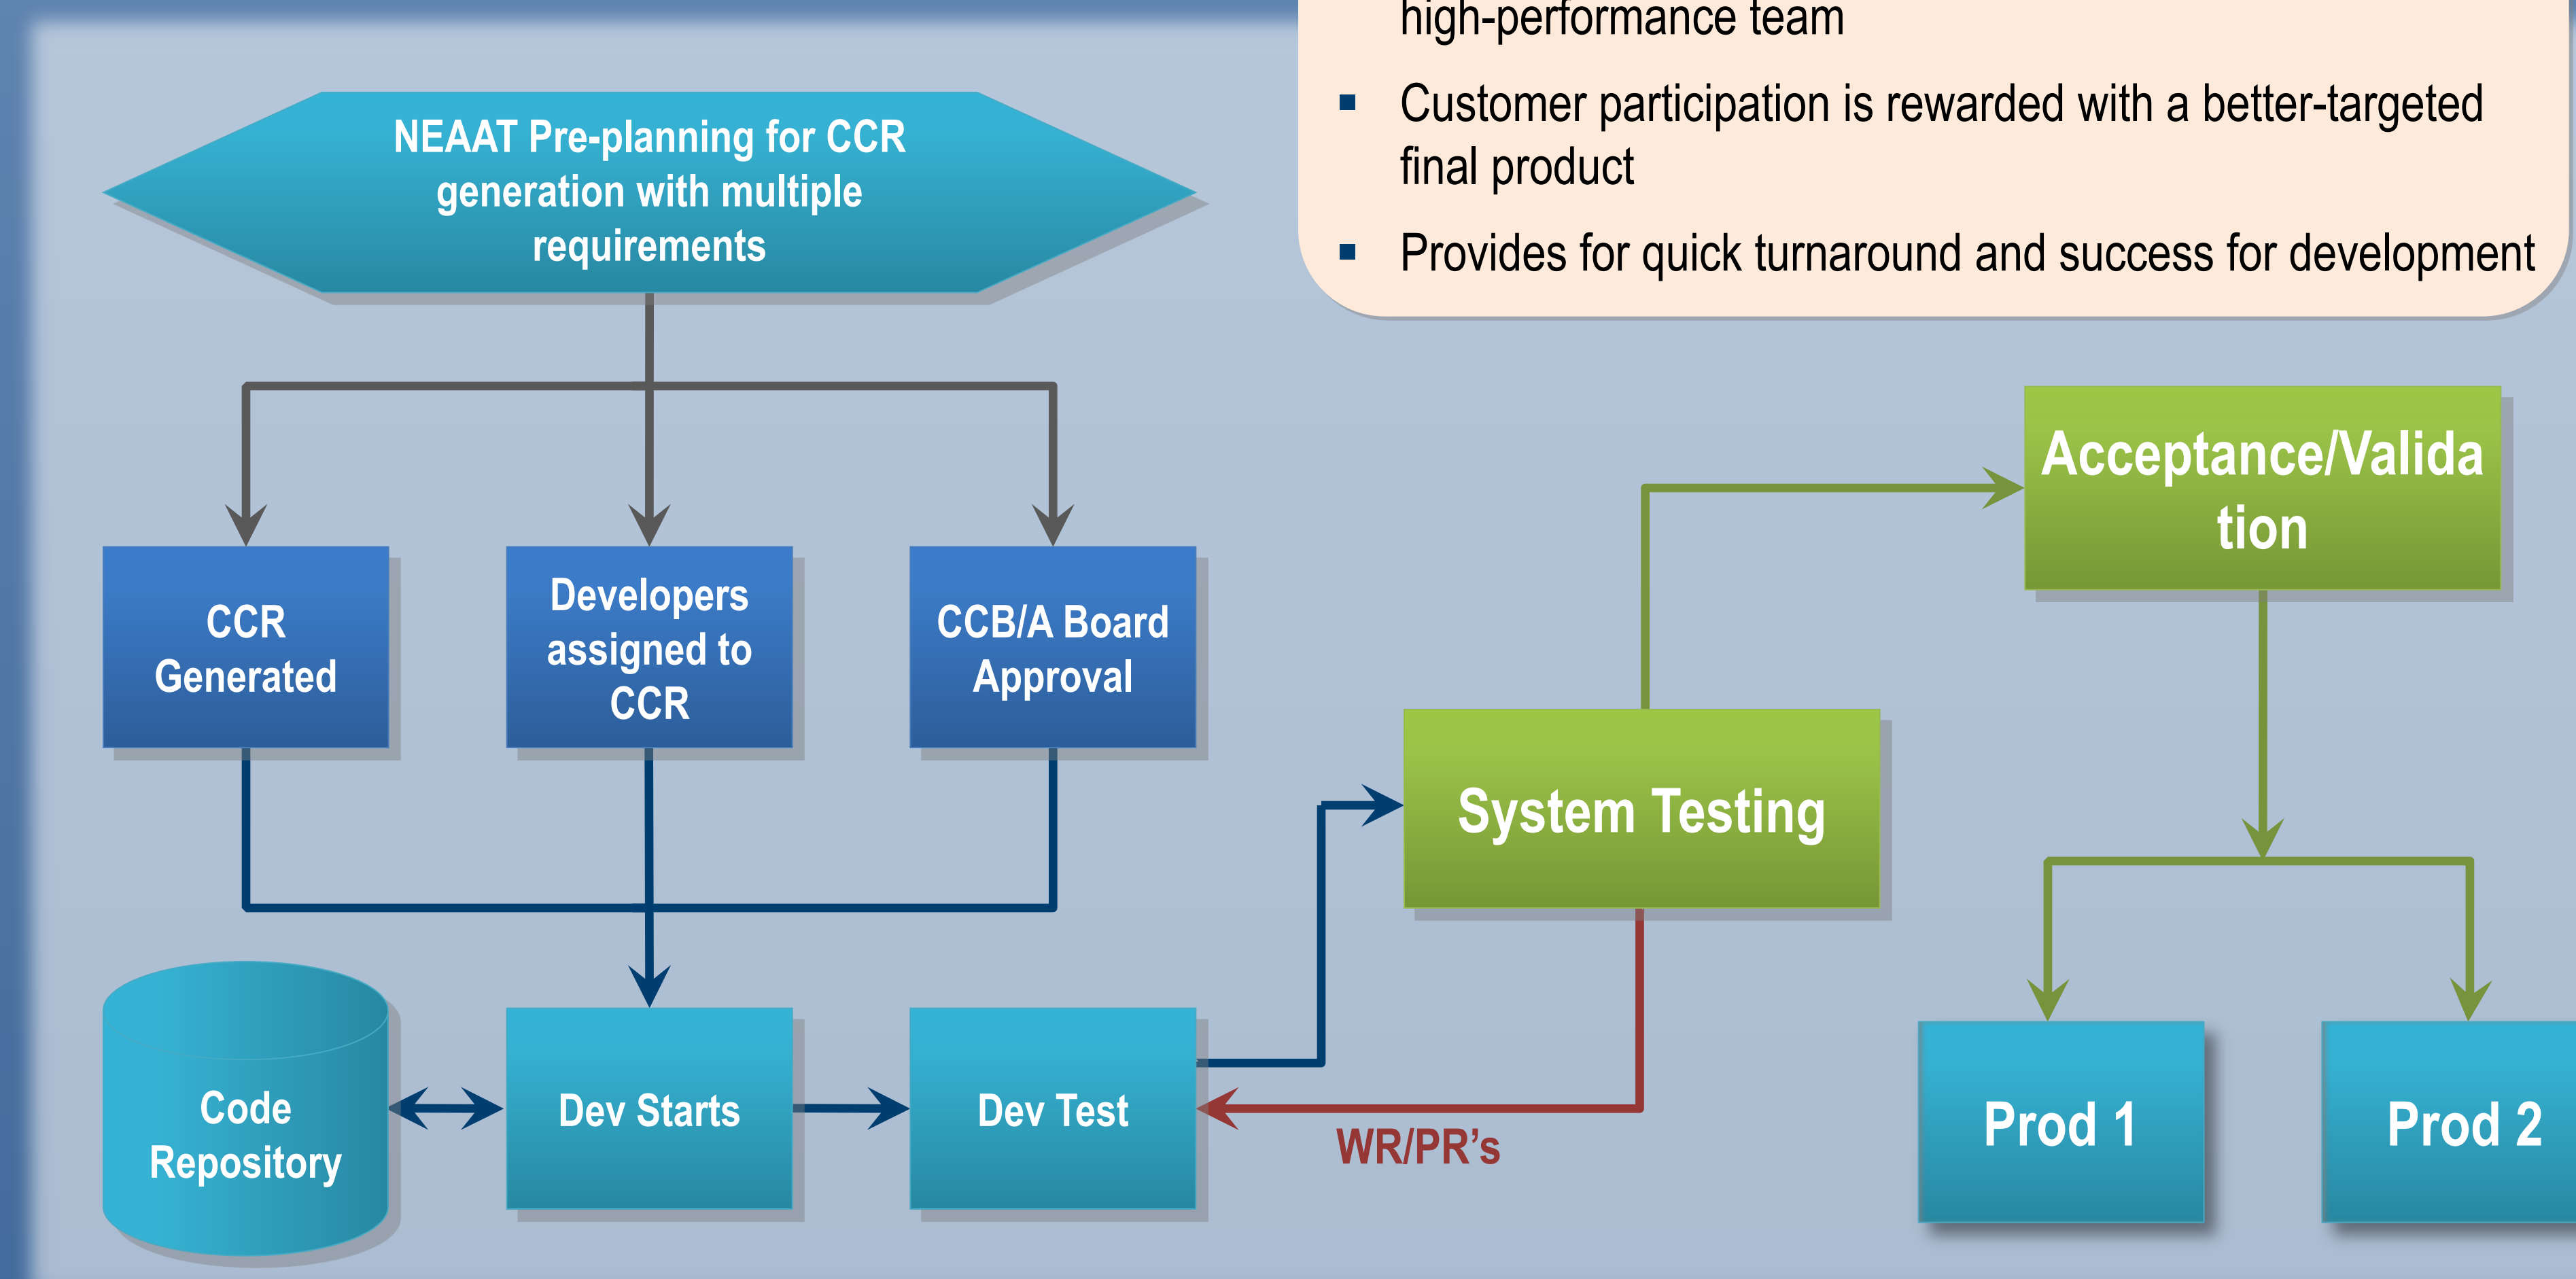 high-performance team
▪ Customer participation is rewarded with a better-targeted
final product
▪ Provides for quick turnaround and success for development
NEAAT Pre-planning for CCR
generation with multiple
requirements
CCR
Generated
Developers
assigned to
CCR
CCB/A Board
Approval
Acceptance/Valida
tion
System Testing
Code
Repository
Dev Starts
Dev Test
WR/PR’s
Prod 1
Prod 2